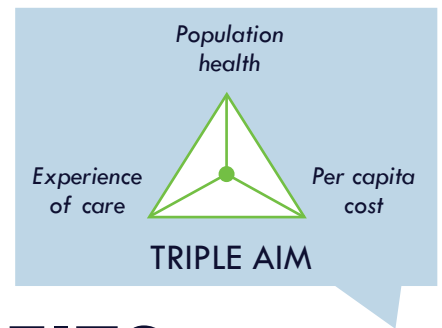 Population
health
Experience
of care
Per capita
cost
TRIPLE AIM